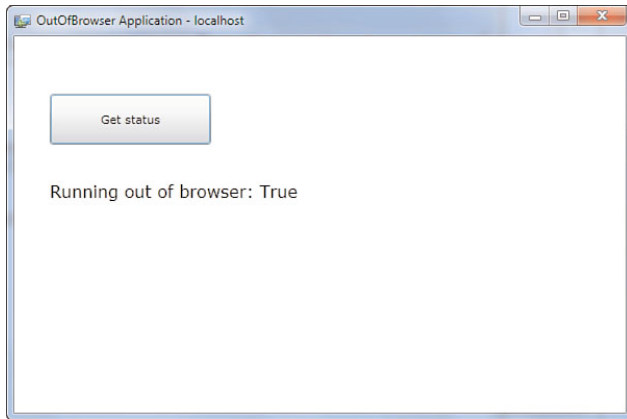 OutOfBrowser Application - localhost
Get status
Running out of browser: True